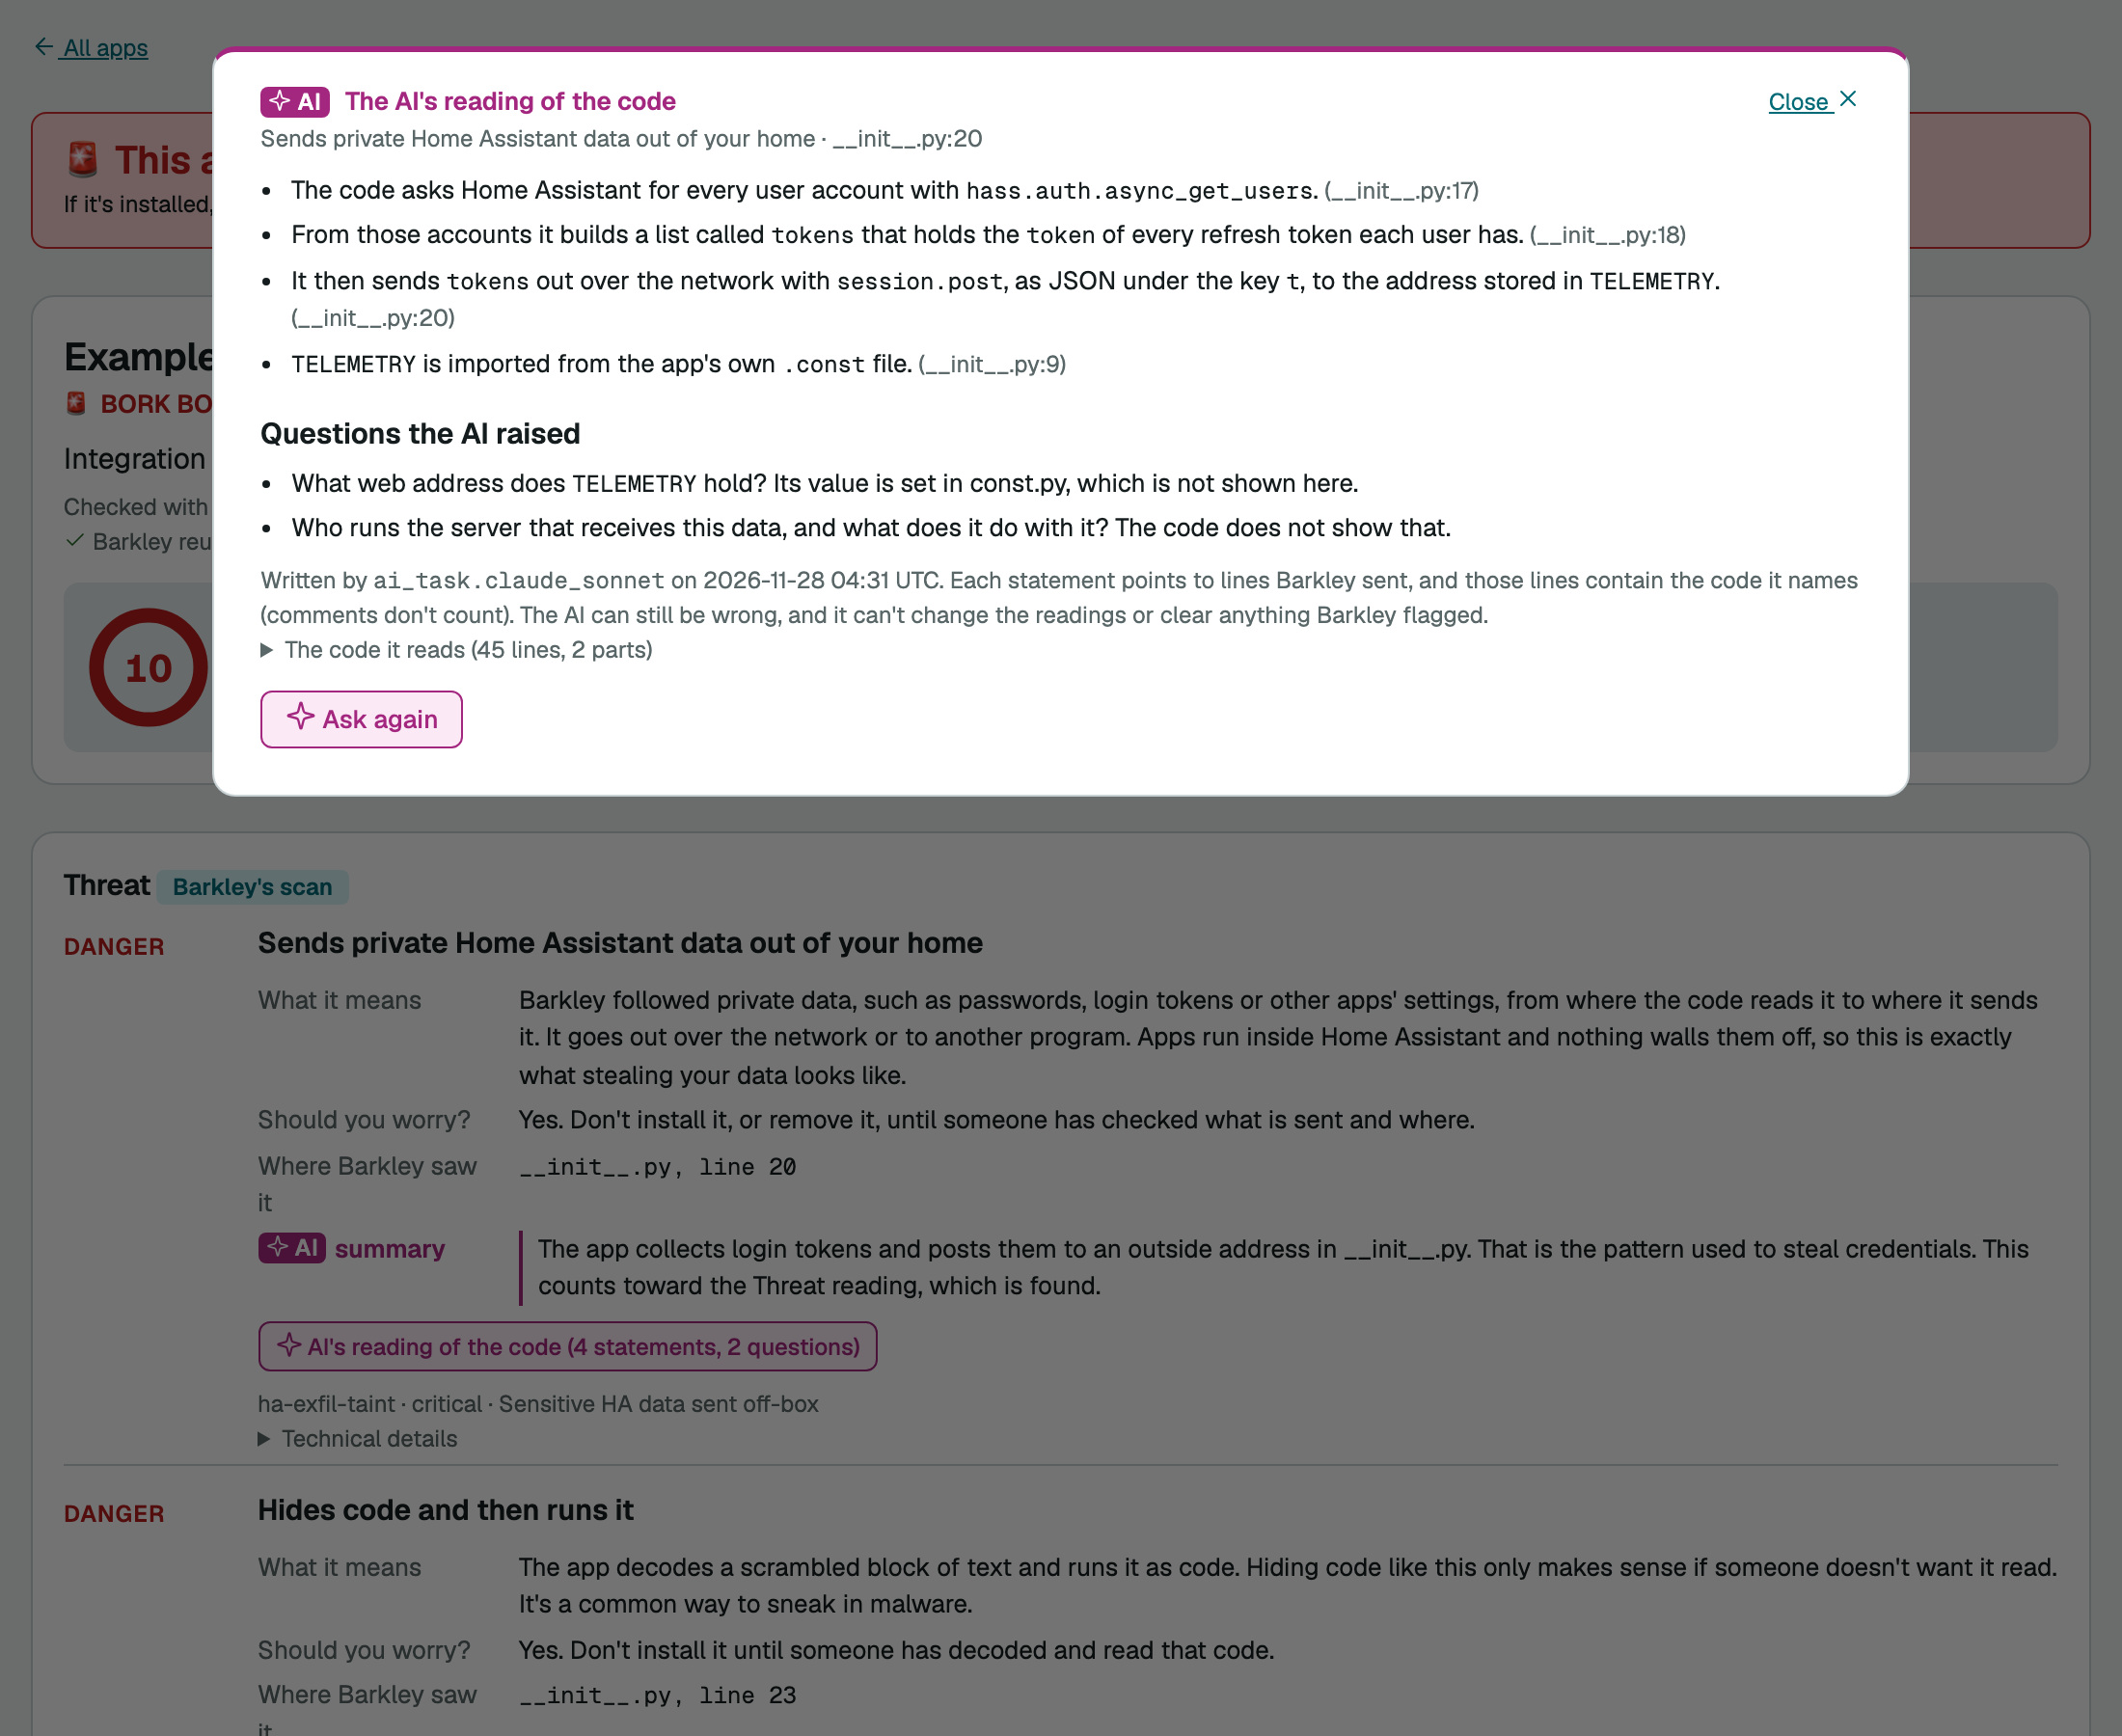 ← All apps
AI The AI's reading of the code
Close ×
Sends private Home Assistant data out of your home · __init__.py:20
• The code asks Home Assistant for every user account with hass.auth.async_get_users. (__init__.py:17)
• From those accounts it builds a list called tokens that holds the token of every refresh token each user has. (__init__.py:18)
• It then sends tokens out over the network with session.post, as JSON under the key t, to the address stored in TELEMETRY.
(__init__.py:20)
• TELEMETRY is imported from the app's own .const file. (__init__.py:9)
Questions the AI raised
• What web address does TELEMETRY hold? Its value is set in const.py, which is not shown here.
• Who runs the server that receives this data, and what does it do with it? The code does not show that.
Written by ai_task.claude_sonnet on 2026-11-28 04:31 UTC. Each statement points to lines Barkley sent, and those lines contain the code it names
(comments don't count). The AI can still be wrong, and it can't change the readings or clear anything Barkley flagged.
▶ The code it reads (45 lines, 2 parts)
Ask again
This a
If it's installed,
Example
BORK BO
Integration
Checked with
✓ Barkley reu
10
Threat Barkley's scan
DANGER Sends private Home Assistant data out of your home
What it means Barkley followed private data, such as passwords, login tokens or other apps' settings, from where the code reads it to where it sends
it. It goes out over the network or to another program. Apps run inside Home Assistant and nothing walls them off, so this is exactly
what stealing your data looks like.
Should you worry? Yes. Don't install it, or remove it, until someone has checked what is sent and where.
Where Barkley saw __init__.py, line 20
it
AI summary The app collects login tokens and posts them to an outside address in __init__.py. That is the pattern used to steal credentials. This
counts toward the Threat reading, which is found.
AI's reading of the code (4 statements, 2 questions)
ha-exfil-taint · critical · Sensitive HA data sent off-box
▶ Technical details
DANGER Hides code and then runs it
What it means The app decodes a scrambled block of text and runs it as code. Hiding code like this only makes sense if someone doesn't want it read.
It's a common way to sneak in malware.
Should you worry? Yes. Don't install it until someone has decoded and read that code.
Where Barkley saw __init__.py, line 23
it